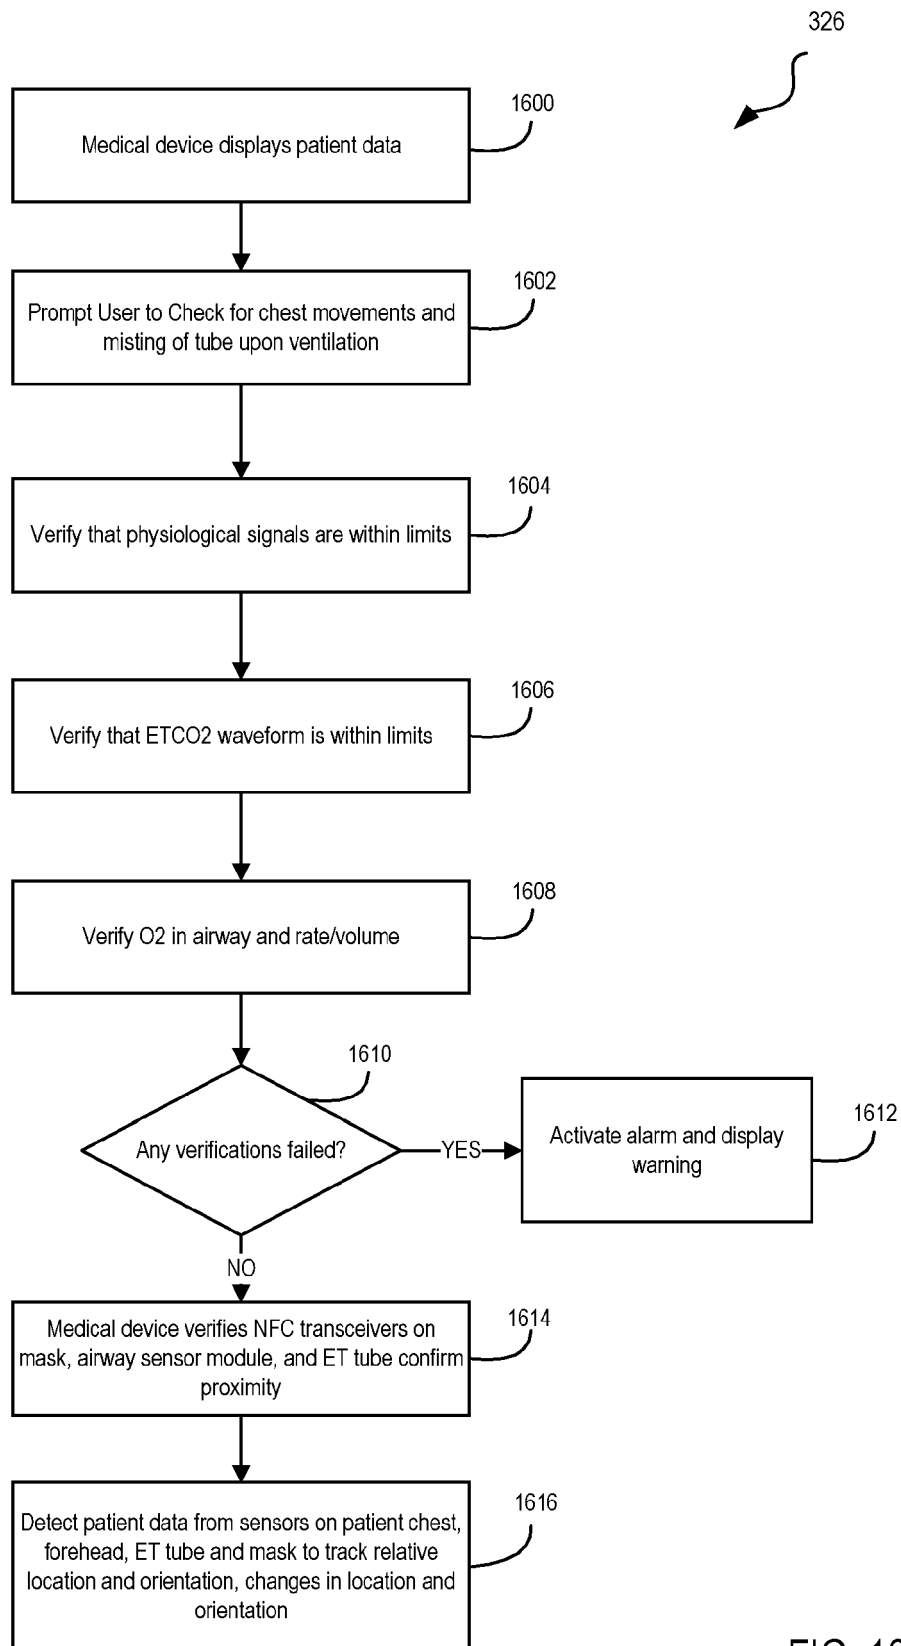 326
1600
Medical device displays patient data
1602
Prompt User to Check for chest movements and
misting of tube upon ventilation
1604
Verify that physiological signals are within limits
1606
Verify that ETCO2 waveform is within limits
1608
Verify O2 in airway and rate/volume
1610
Any verifications failed?
YES
Activate alarm and display
warning
1612
NO
Medical device verifies NFC transceivers on
mask, airway sensor module, and ET tube confirm
proximity
1614
Detect patient data from sensors on patient chest,
forehead, ET tube and mask to track relative
location and orientation, changes in location and
orientation
1616
FIG.